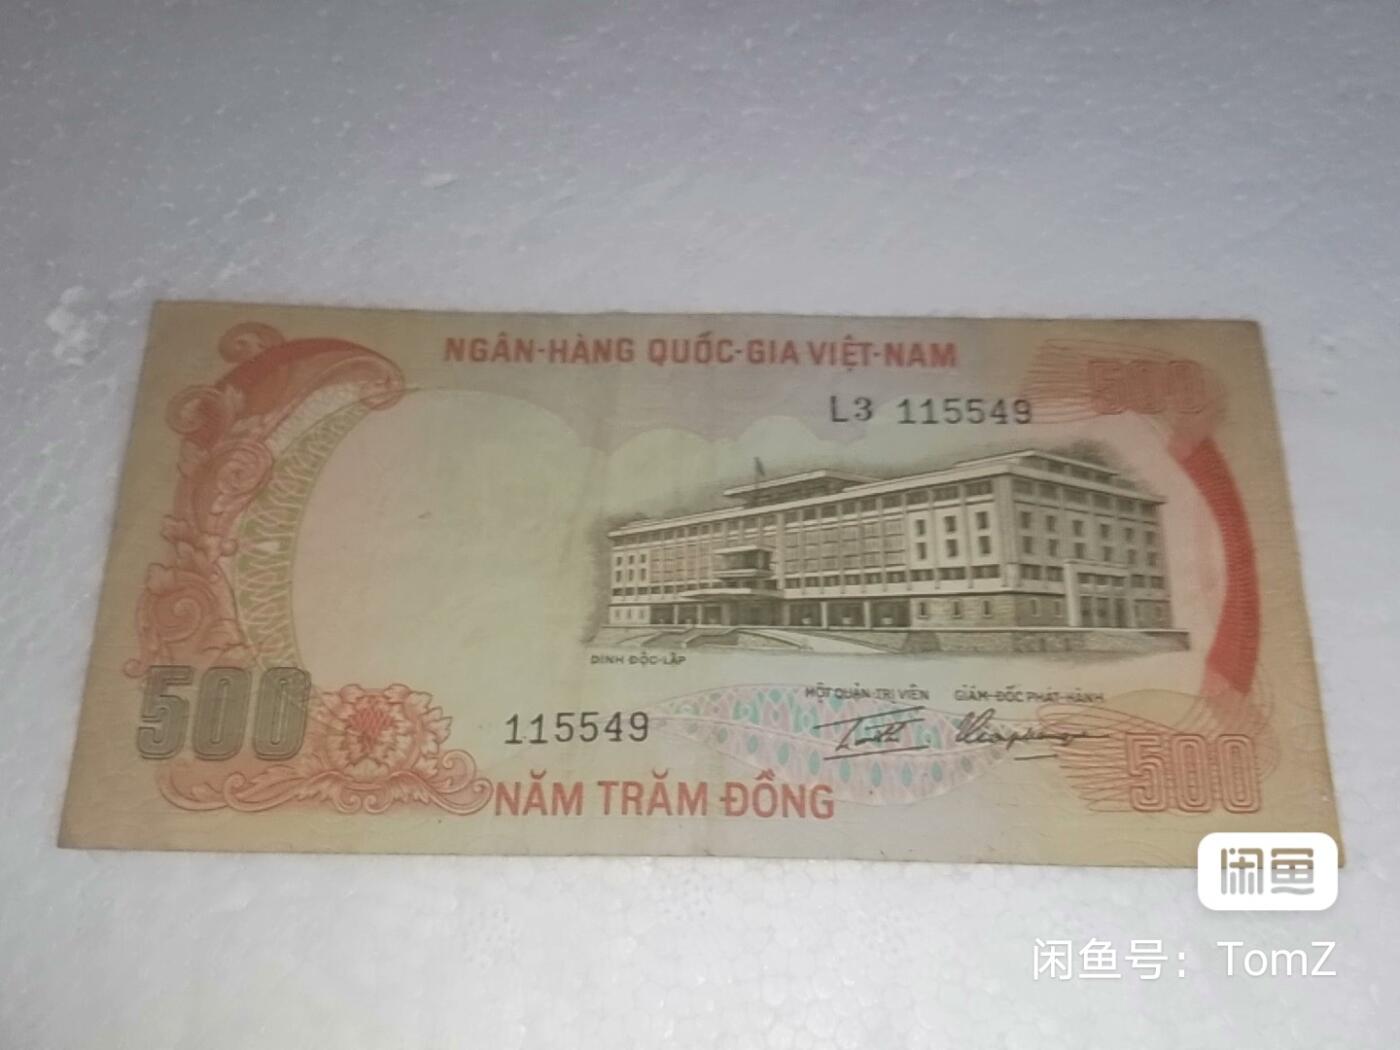 NGÂN-HÀNG QUỐC-GIA VIỆT-NAM
500
L3 115549
DINH ĐỘC-LẬP
MỘT QUẢN-TRỊ VIÊN
GIÁM-ĐỐC PHÁT-HÀNH
500
115549
500
NĂM TRĂM ĐỒNG
闲鱼
闲鱼号：TomZ